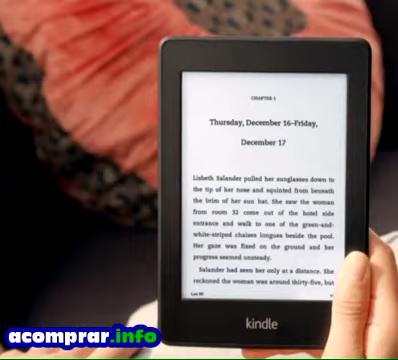 CHAPTER 1
Thursday, December 16–Friday,
December 17
Lisbeth Salander pulled her sunglasses down to
the tip of her nose and squinted from beneath
the brim of her sun hat. She saw the woman
from room 32 come out of the hotel side
entrance and walk to one of the green-and-
white-striped chaises longues beside the pool.
Her gaze was fixed on the ground and her
progress seemed unsteady.
Salander had seen her only at a distance. She
reckoned the woman was around thirty-five, but
kindle
acomprar.info